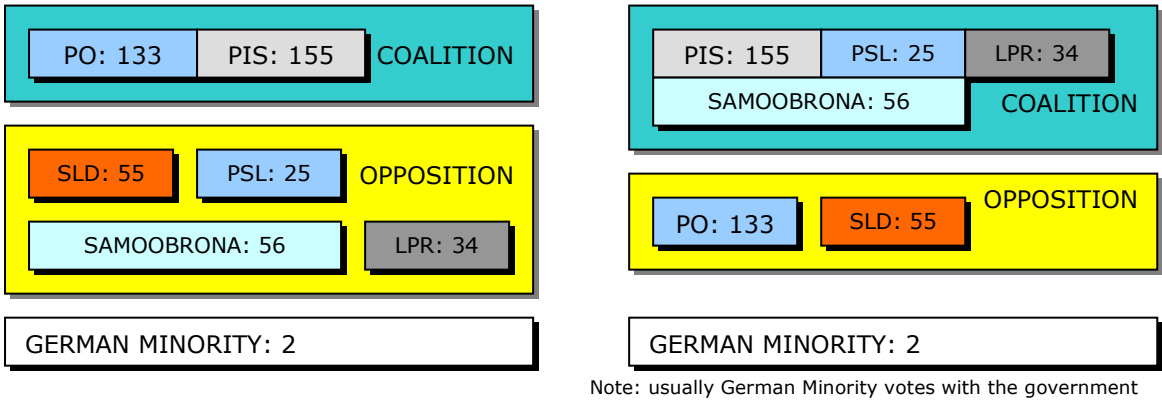 PO: 133 PIS: 155 COALITION
SLD: 55 PSL: 25 OPPOSITION
SAMOOBRONA: 56 LPR: 34
GERMAN MINORITY: 2
PIS: 155 PSL: 25 LPR: 34
SAMOOBRONA: 56 COALITION
OPPOSITION
PO: 133 SLD: 55
GERMAN MINORITY: 2
Note: usually German Minority votes with the government